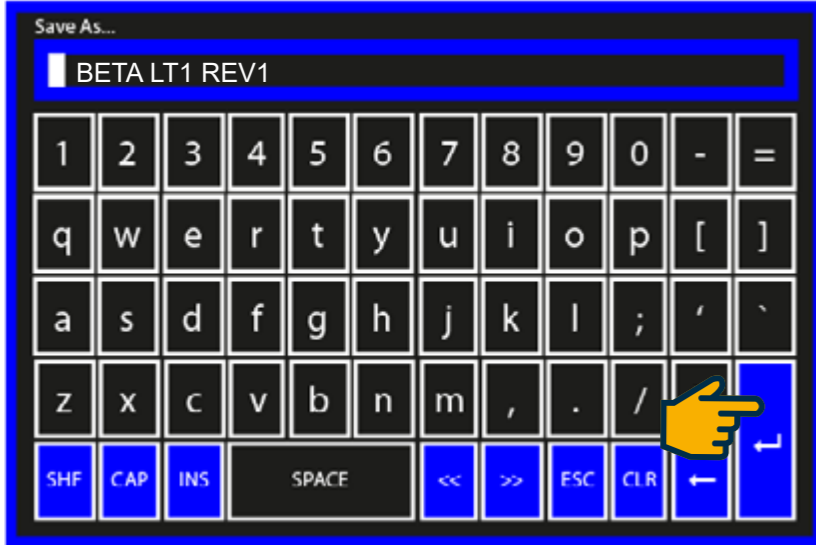 Save As...
BETA LT1 REV1
1 2 3 4 5 6 7 8 9 0 - =
q w e r t y u i o p [ ]
a s d f g h j k l ; ‘ `
z x c v b n m , . /
SHF CAP INS SPACE << >> ESC CLR ← ↵